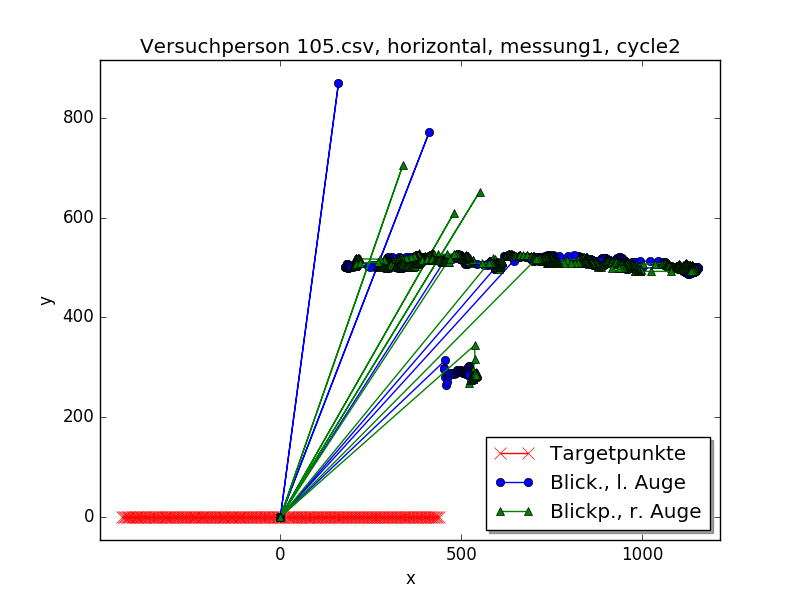 Versuchperson 105.csv, horizontal, messung1, cycle2
y
800
600
400
200
0
0 500 1000
x
Targetpunkte
Blick., l. Auge
Blickp., r. Auge